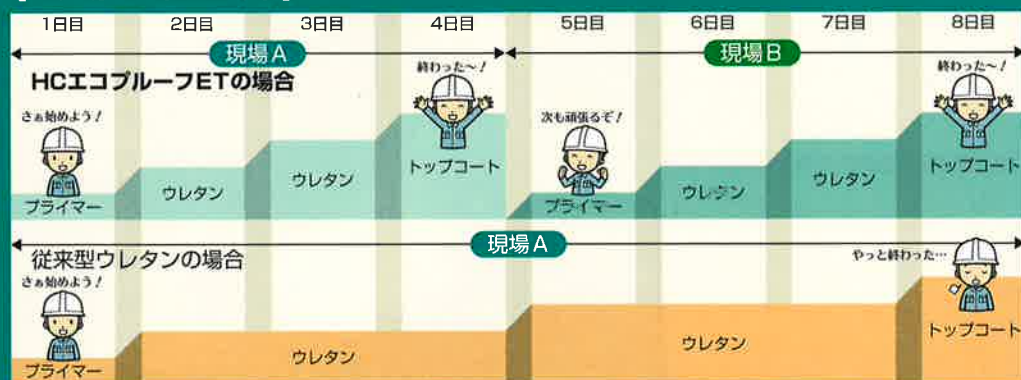 1日目 2日目 3日目 4日目 5日目 6日目 7日目 8日目
現場A 現場B
HCエコプルーフETの場合
終わった〜! 終わった〜!
さぁ始めよう! 次も頑張るぞ!
プライマー ウレタン ウレタン トップコート プライマー ウレタン ウレタン トップコート
現場A
従来型ウレタンの場合
やっと終わった…
さぁ始めよう!
プライマー ウレタン ウレタン トップコート